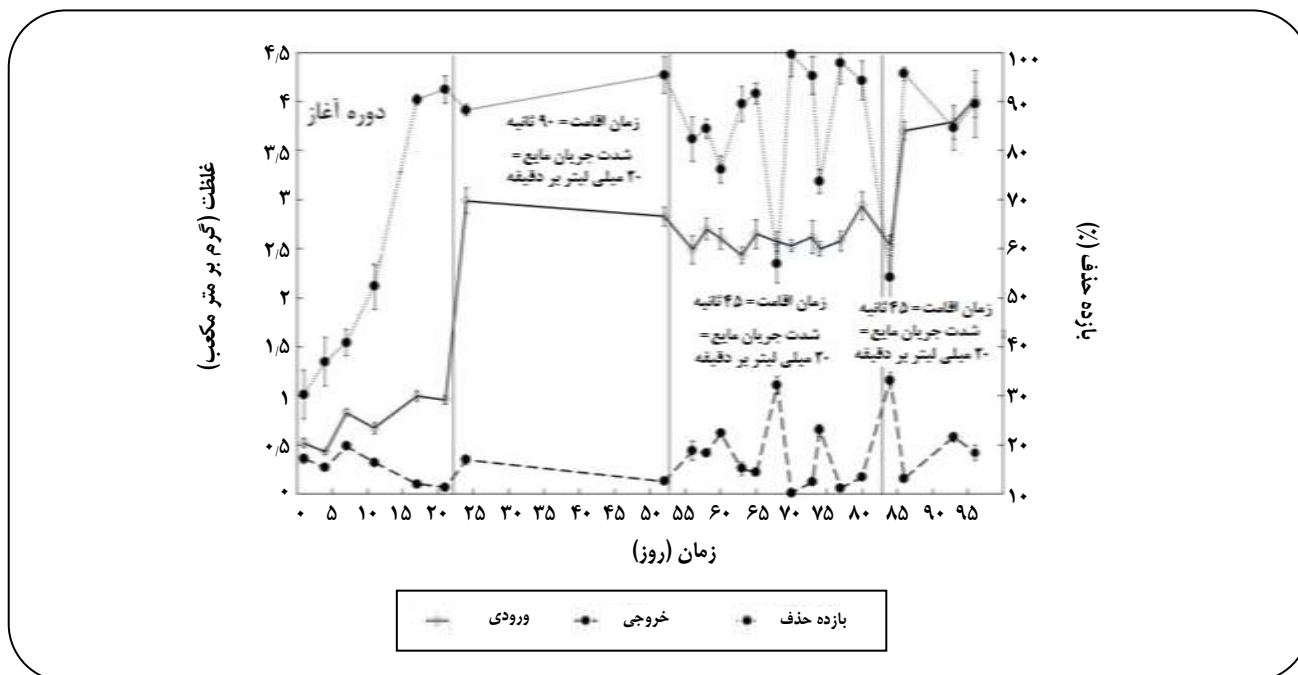 غلظت (گرم بر متر مکعب)
۴٫۵
۴
۳٫۵
۳
۲٫۵
۲
۱٫۵
۱
۰٫۵
۰
دوره آغاز
زمان اقامت= ۹۰ ثانیه
شدت جریان مایع=
۲۰ میلی لیتر بر دقیقه
زمان اقامت= ۴۵ ثانیه
شدت جریان مایع=
۲۰ میلی لیتر بر دقیقه
زمان اقامت= ۴۵ ثانیه
شدت جریان مایع=
۲۰ میلی لیتر بر دقیقه
۱۰۰
۹۰
۸۰
۷۰
۶۰
۵۰
۴۰
۳۰
۲۰
۱۰
بازده حذف (%)
۰ ۵ ۱۰ ۱۵ ۲۰ ۲۵ ۳۰ ۳۵ ۴۰ ۴۵ ۵۰ ۵۵ ۶۰ ۶۵ ۷۰ ۷۵ ۸۰ ۸۵ ۹۰ ۹۵
زمان (روز)
ورودی خروجی بازده حذف